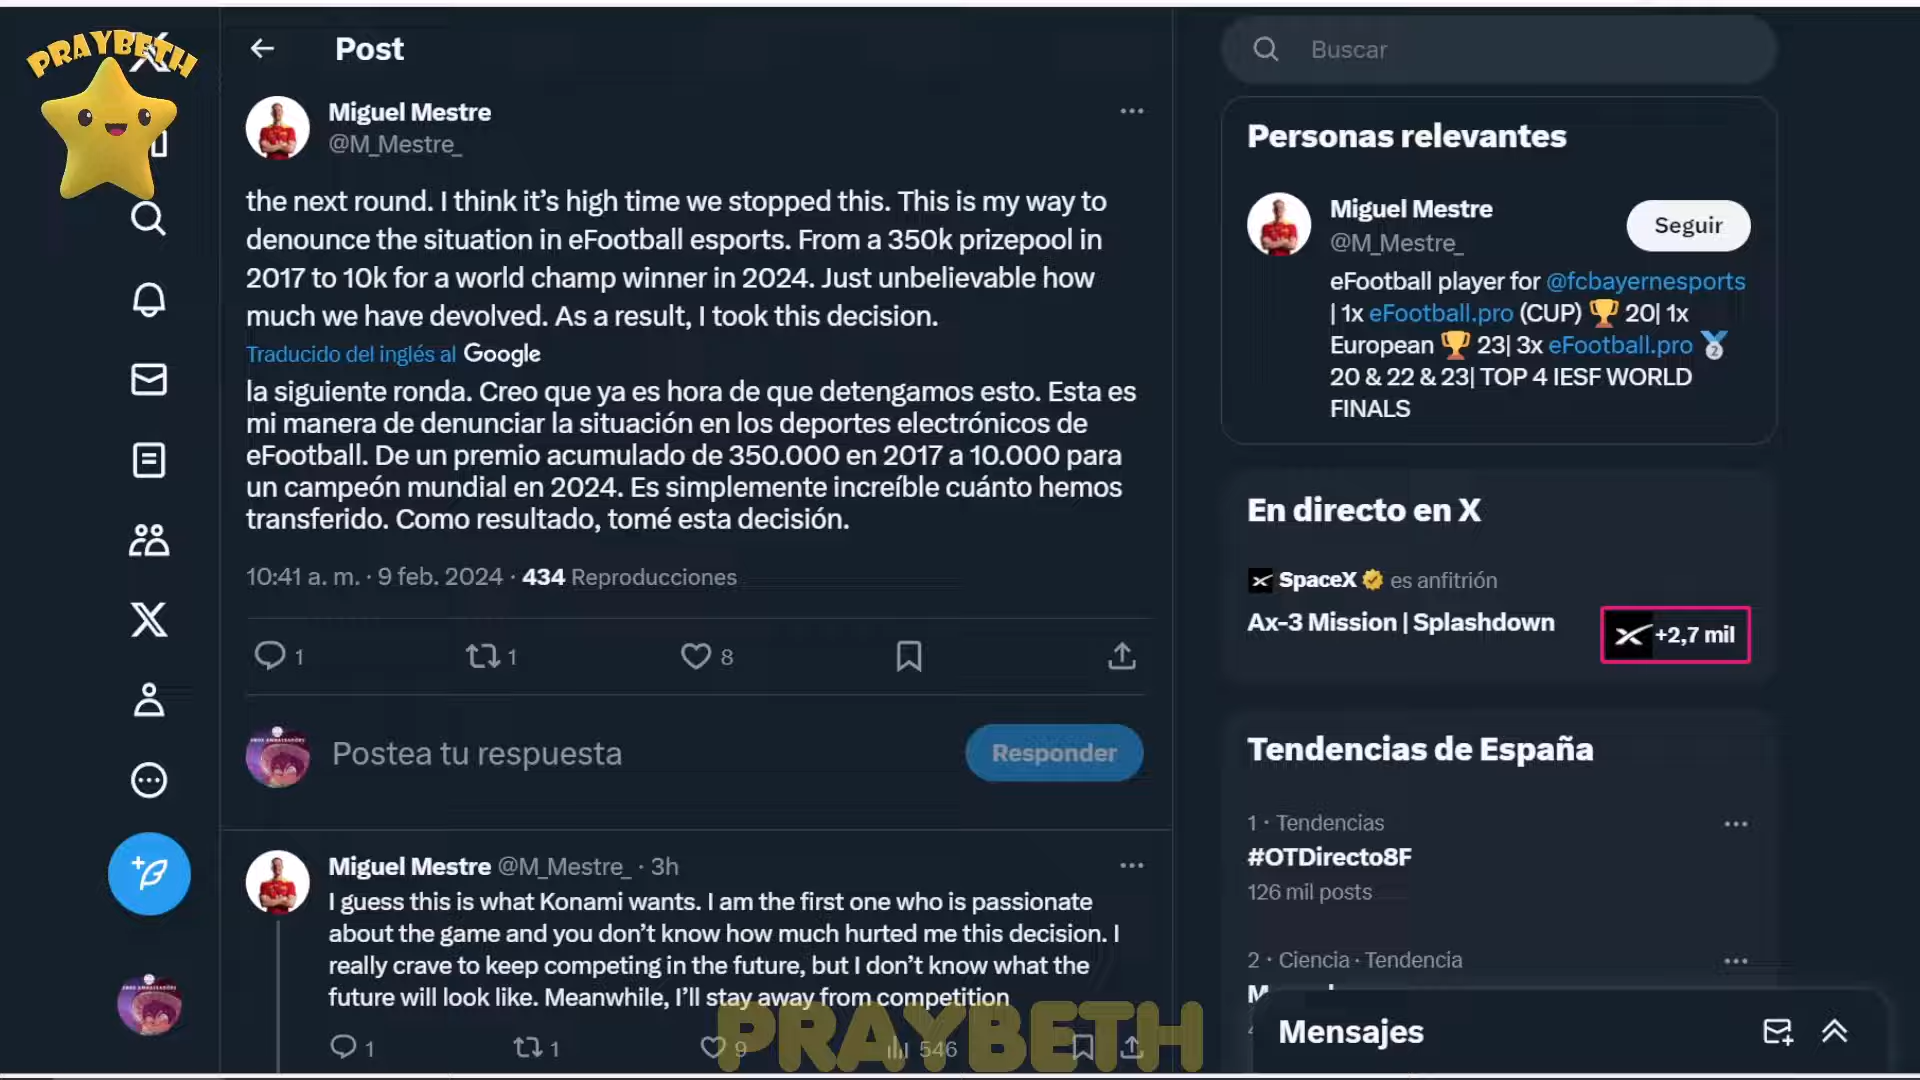 PRAYBETH
Post
Miguel Mestre
@M_Mestre_
the next round. I think it’s high time we stopped this. This is my way to
denounce the situation in eFootball esports. From a 350k prizepool in
2017 to 10k for a world champ winner in 2024. Just unbelievable how
much we have devolved. As a result, I took this decision.
Traducido del inglés al Google
la siguiente ronda. Creo que ya es hora de que detengamos esto. Esta es
mi manera de denunciar la situación en los deportes electrónicos de
eFootball. De un premio acumulado de 350.000 en 2017 a 10.000 para
un campeón mundial en 2024. Es simplemente increíble cuánto hemos
transferido. Como resultado, tomé esta decisión.
10:41 a. m. · 9 feb. 2024 · 434 Reproducciones
1 1 8
Postea tu respuesta
Responder
Miguel Mestre @M_Mestre_ · 3h
I guess this is what Konami wants. I am the first one who is passionate
about the game and you don’t know how much hurted me this decision. I
really crave to keep competing in the future, but I don’t know what the
future will look like. Meanwhile, I’ll stay away from competition
1 1 9 546
PRAYBETH
Buscar
Personas relevantes
Miguel Mestre
@M_Mestre_
Seguir
eFootball player for @fcbayernesports
| 1x eFootball.pro (CUP) 🏆 20| 1x
European 🏆 23| 3x eFootball.pro 🥈
20 & 22 & 23| TOP 4 IESF WORLD
FINALS
En directo en X
SpaceX es anfitrión
Ax-3 Mission | Splashdown
+2,7 mil
Tendencias de España
1 · Tendencias
#OTDirecto8F
126 mil posts
2 · Ciencia · Tendencia
Mensajes